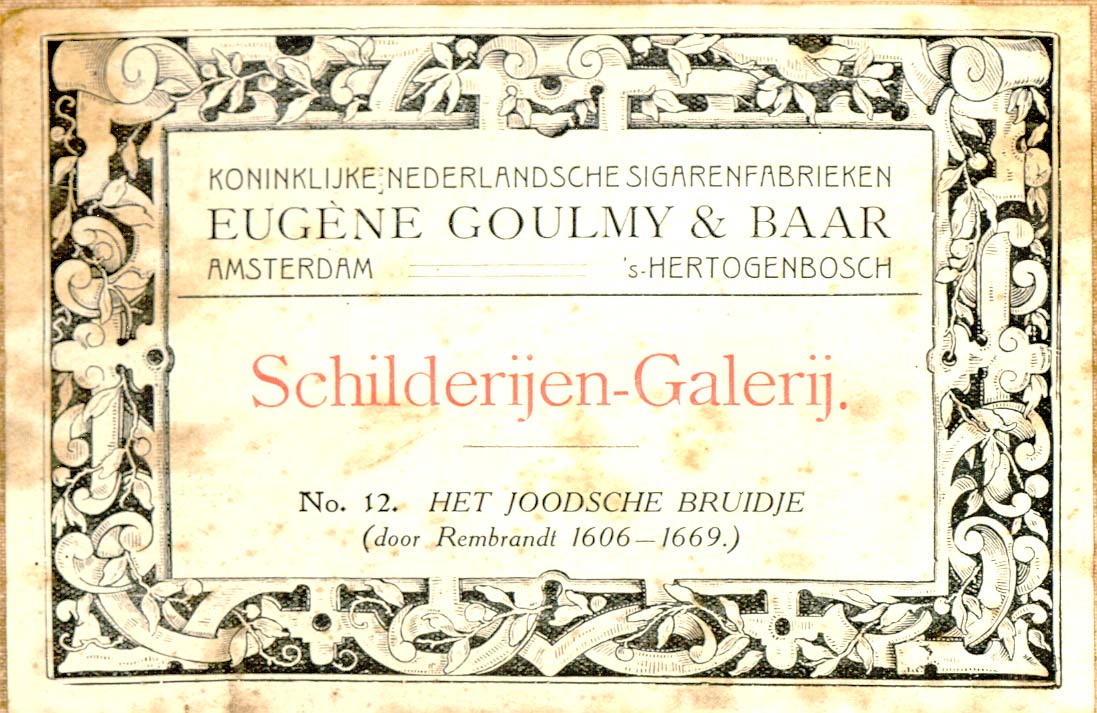 KONINKLIJKE NEDERLANDSCHE SIGARENFABRIEKEN
EUGÈNE GOULMY & BAAR
AMSTERDAM 's-HERTOGENBOSCH
Schilderijen-Galerij.
No. 12. HET JOODSCHE BRUIDJE
(door Rembrandt 1606—1669.)